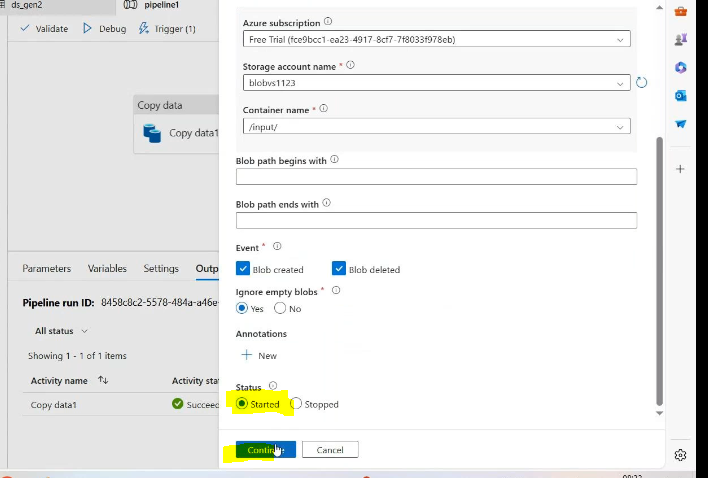 ds_gen2
pipeline1
Validate
Debug
Trigger (1)
Copy data
Copy data1
Parameters
Variables
Settings
Outp
Pipeline run ID: 8458c8c2-5578-484a-a46e-
All status
Showing 1 - 1 of 1 items
Activity name
Activity stat
Copy data1
Succeed
Azure subscription
Free Trial (fce9bcc1-ea23-4917-8cf7-7f8033f978eb)
Storage account name *
blobvs1123
Container name *
/input/
Blob path begins with
Blob path ends with
Event *
Blob created
Blob deleted
Ignore empty blobs *
Yes
No
Annotations
New
Status
Started
Stopped
Continue
Cancel